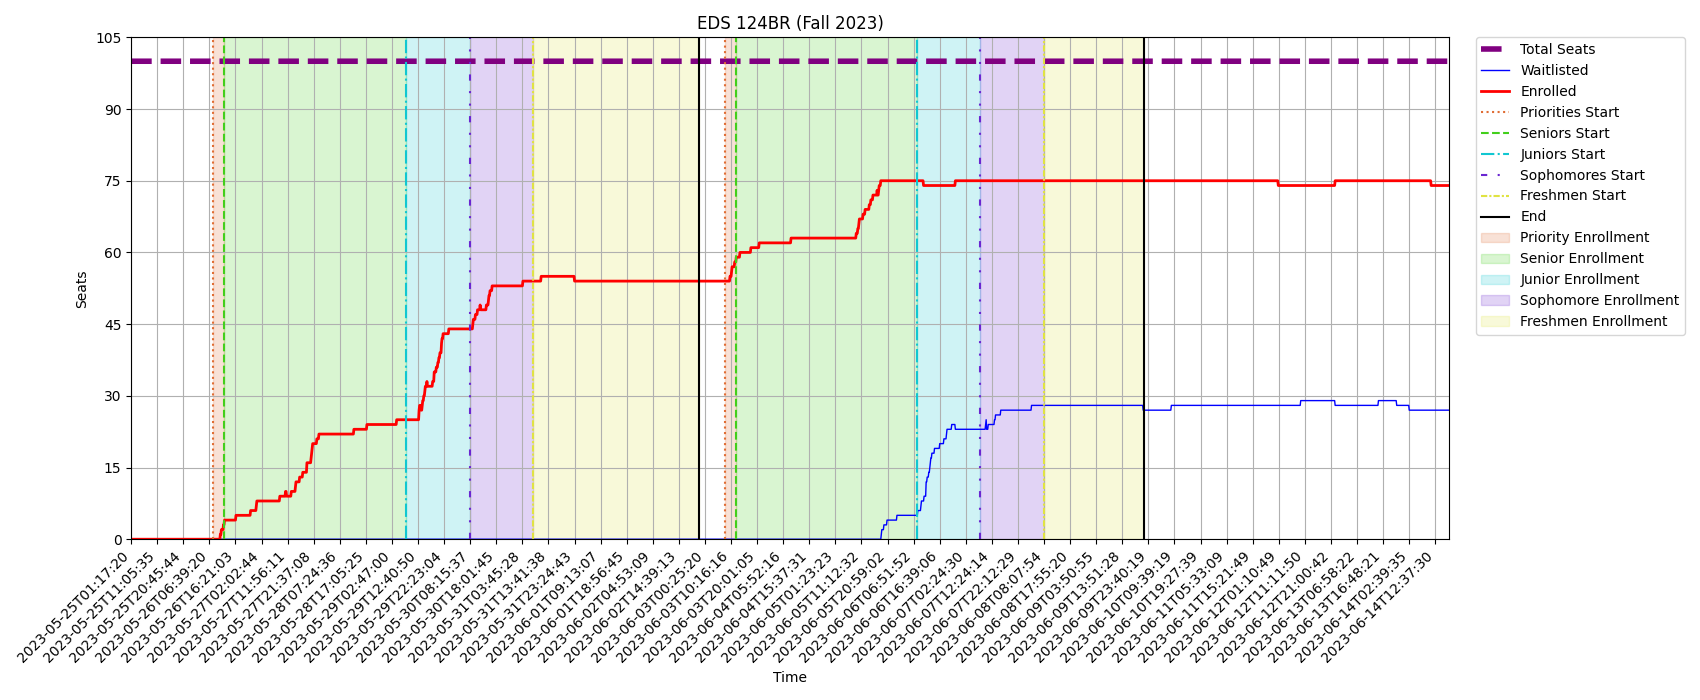 EDS 124BR (Fall 2023)
105
90
75
60
45
30
15
0
Seats
2023-05-25T01:17:20
2023-05-25T11:05:35
2023-05-25T20:45:44
2023-05-26T06:39:20
2023-05-26T16:21:03
2023-05-27T02:02:44
2023-05-27T11:56:11
2023-05-27T21:37:08
2023-05-28T07:24:36
2023-05-28T17:05:25
2023-05-29T02:47:00
2023-05-29T12:40:50
2023-05-29T22:23:04
2023-05-30T08:15:37
2023-05-30T18:01:45
2023-05-31T03:45:28
2023-05-31T13:41:38
2023-05-31T23:24:43
2023-06-01T09:13:07
2023-06-01T18:56:45
2023-06-02T04:53:09
2023-06-02T14:39:13
2023-06-03T00:25:20
2023-06-03T10:16:16
2023-06-03T20:01:05
2023-06-04T05:52:16
2023-06-04T15:37:31
2023-06-05T01:23:23
2023-06-05T11:12:32
2023-06-05T20:59:02
2023-06-06T06:51:52
2023-06-06T16:39:06
2023-06-07T02:24:30
2023-06-07T12:24:14
2023-06-07T22:12:29
2023-06-08T08:07:54
2023-06-08T17:55:20
2023-06-09T03:50:55
2023-06-09T13:51:28
2023-06-09T23:40:19
2023-06-10T09:39:19
2023-06-10T19:27:39
2023-06-11T05:33:09
2023-06-11T15:21:49
2023-06-12T01:10:49
2023-06-12T11:11:50
2023-06-12T21:00:42
2023-06-13T06:58:22
2023-06-13T16:48:21
2023-06-14T02:39:35
2023-06-14T12:37:30
Time
Total Seats
Waitlisted
Enrolled
Priorities Start
Seniors Start
Juniors Start
Sophomores Start
Freshmen Start
End
Priority Enrollment
Senior Enrollment
Junior Enrollment
Sophomore Enrollment
Freshmen Enrollment